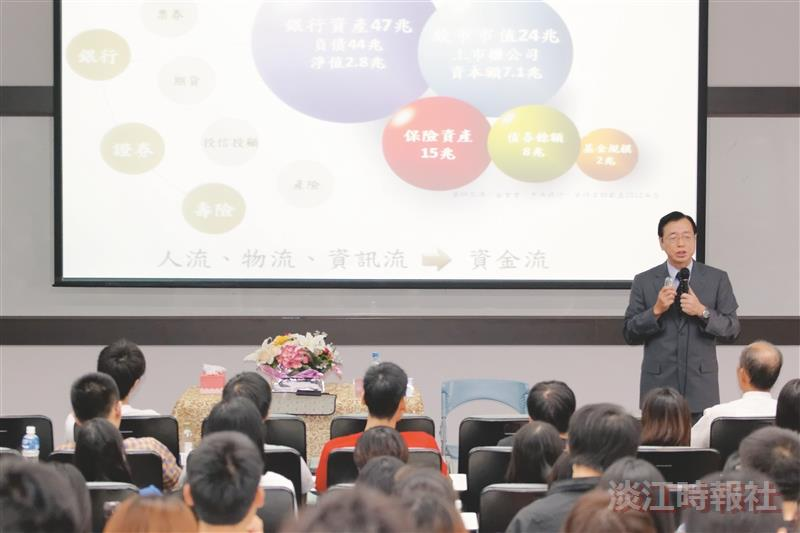 票券
銀行
期貨
證券
投信投顧
產險
壽險
銀行資產47兆
負債44兆
淨值2.8兆
股市市值24兆
上市櫃公司
資本額7.1兆
保險資產
15兆
債券餘額
8兆
基金規模
2兆
人流、物流、資訊流
資金流
淡江時報社